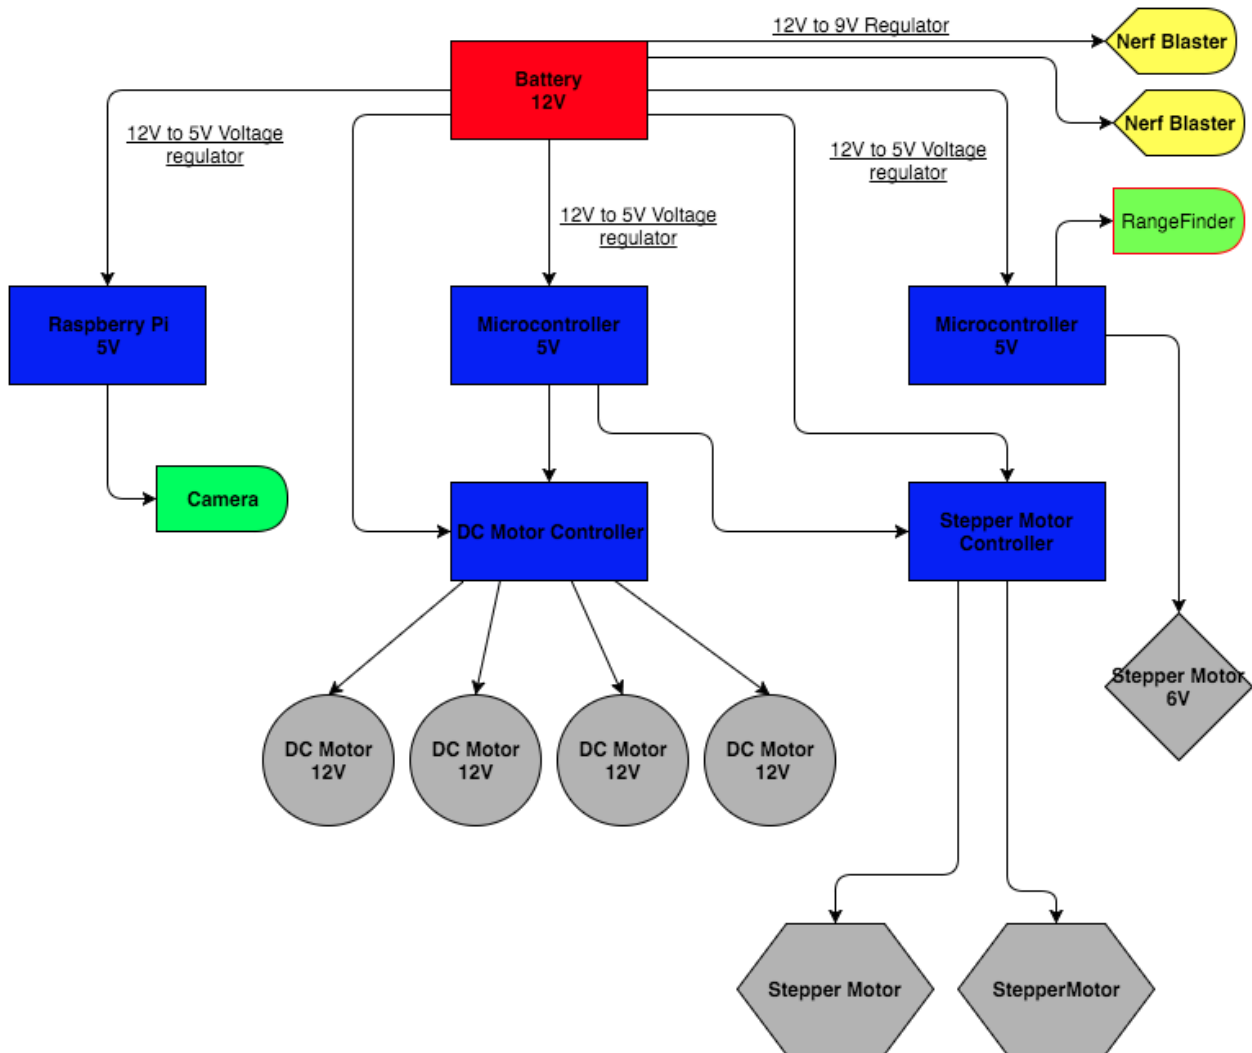 12V to 9V Regulator
Nerf Blaster
Battery
12V
Nerf Blaster
12V to 5V Voltage
regulator
12V to 5V Voltage
regulator
12V to 5V Voltage
regulator
RangeFinder
Raspberry Pi
5V
Microcontroller
5V
Microcontroller
5V
Camera
DC Motor Controller
Stepper Motor
Controller
Stepper Motor
6V
DC Motor
12V
DC Motor
12V
DC Motor
12V
DC Motor
12V
Stepper Motor
StepperMotor